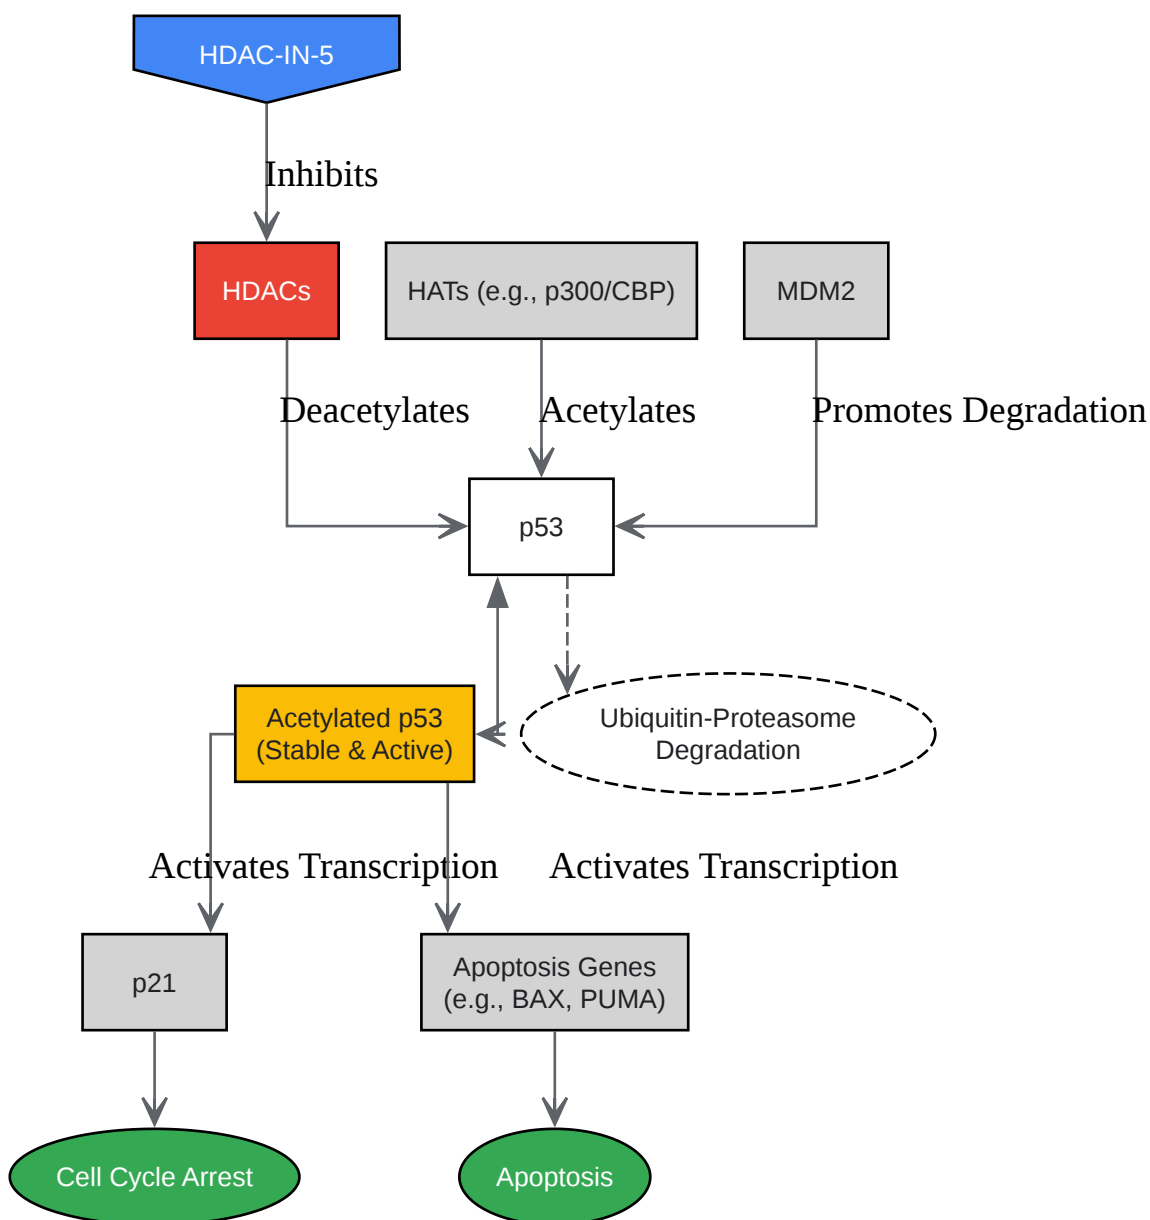 HDAC-IN-5
Inhibits
HDACs
HATs (e.g., p300/CBP)
MDM2
Deacetylates
Acetylates
Promotes Degradation
p53
Acetylated p53
(Stable & Active)
Ubiquitin-Proteasome
Degradation
Activates Transcription
Activates Transcription
p21
Apoptosis Genes
(e.g., BAX, PUMA)
Cell Cycle Arrest
Apoptosis